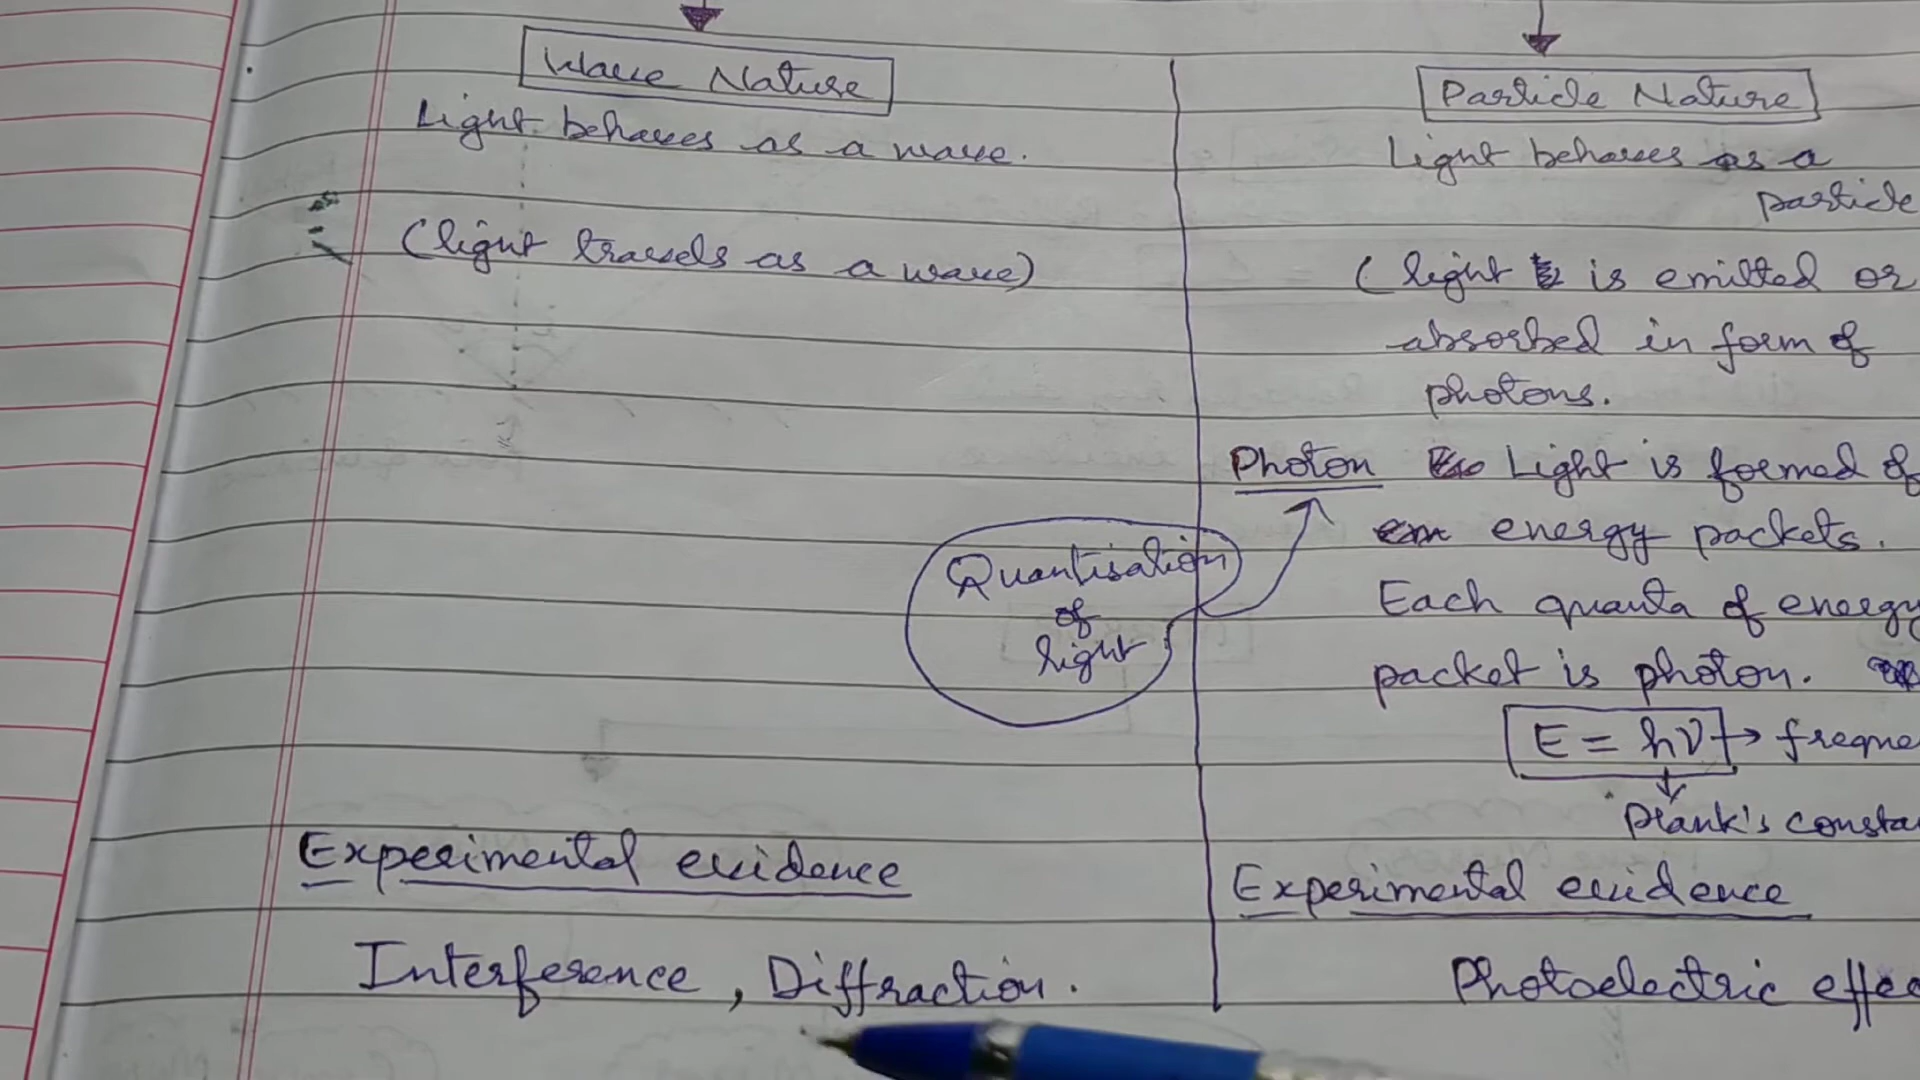 Wave Nature
Light behaves as a wave.
(light travels as a wave)
Quantisation
of
light
Experimental evidence
Interference, Diffraction.
Particle Nature
Light behaves as a
particle
(light is emitted or
absorbed in form of
photons.
Photon Light is formed of
energy packets.
Each quanta of energy
packet is photon.
E = hν → freque
Plank's consta
Experimental evidence
Photoelectric effec